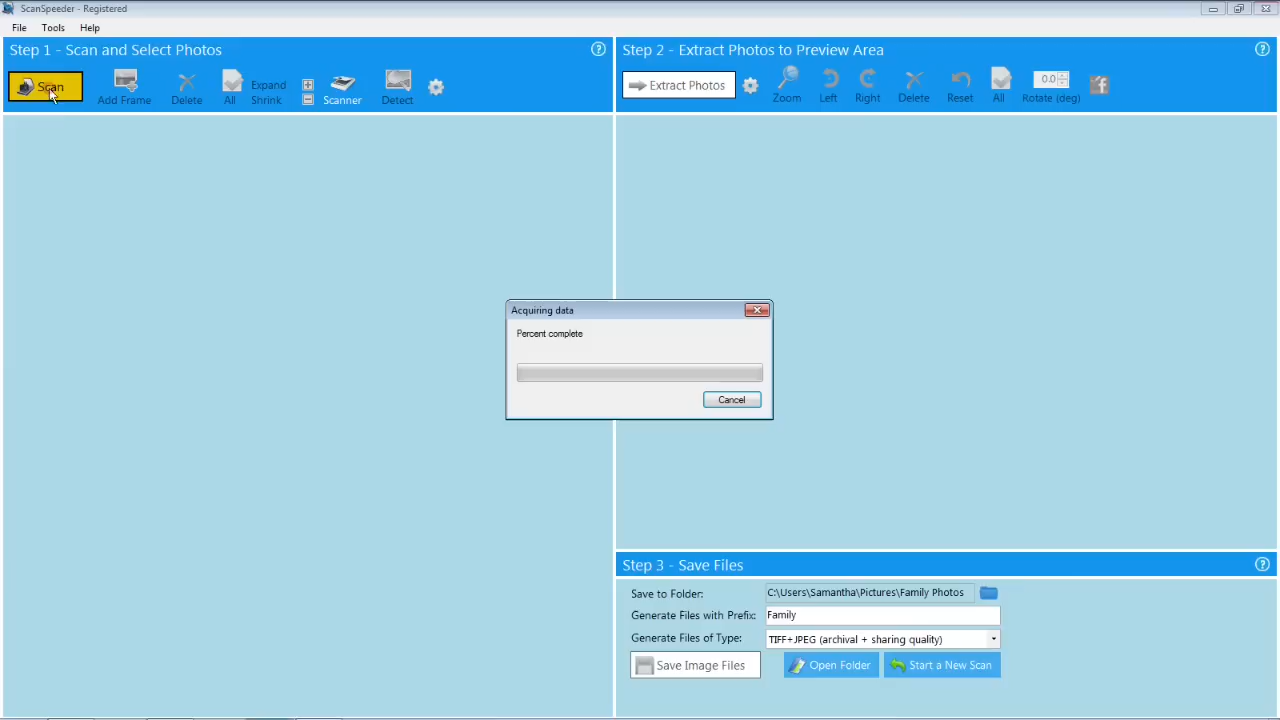 ScanSpeeder - Registered
File Tools Help
Step 1 - Scan and Select Photos
Scan
Add Frame
Delete
All
Expand
Shrink
Scanner
Detect
Step 2 - Extract Photos to Preview Area
Extract Photos
Zoom
Left
Right
Delete
Reset
All
0.0
Rotate (deg)
Acquiring data
Percent complete
Cancel
Step 3 - Save Files
Save to Folder: C:\Users\Samantha\Pictures\Family Photos
Generate Files with Prefix: Family
Generate Files of Type: TIFF+JPEG (archival + sharing quality)
Save Image Files
Open Folder
Start a New Scan